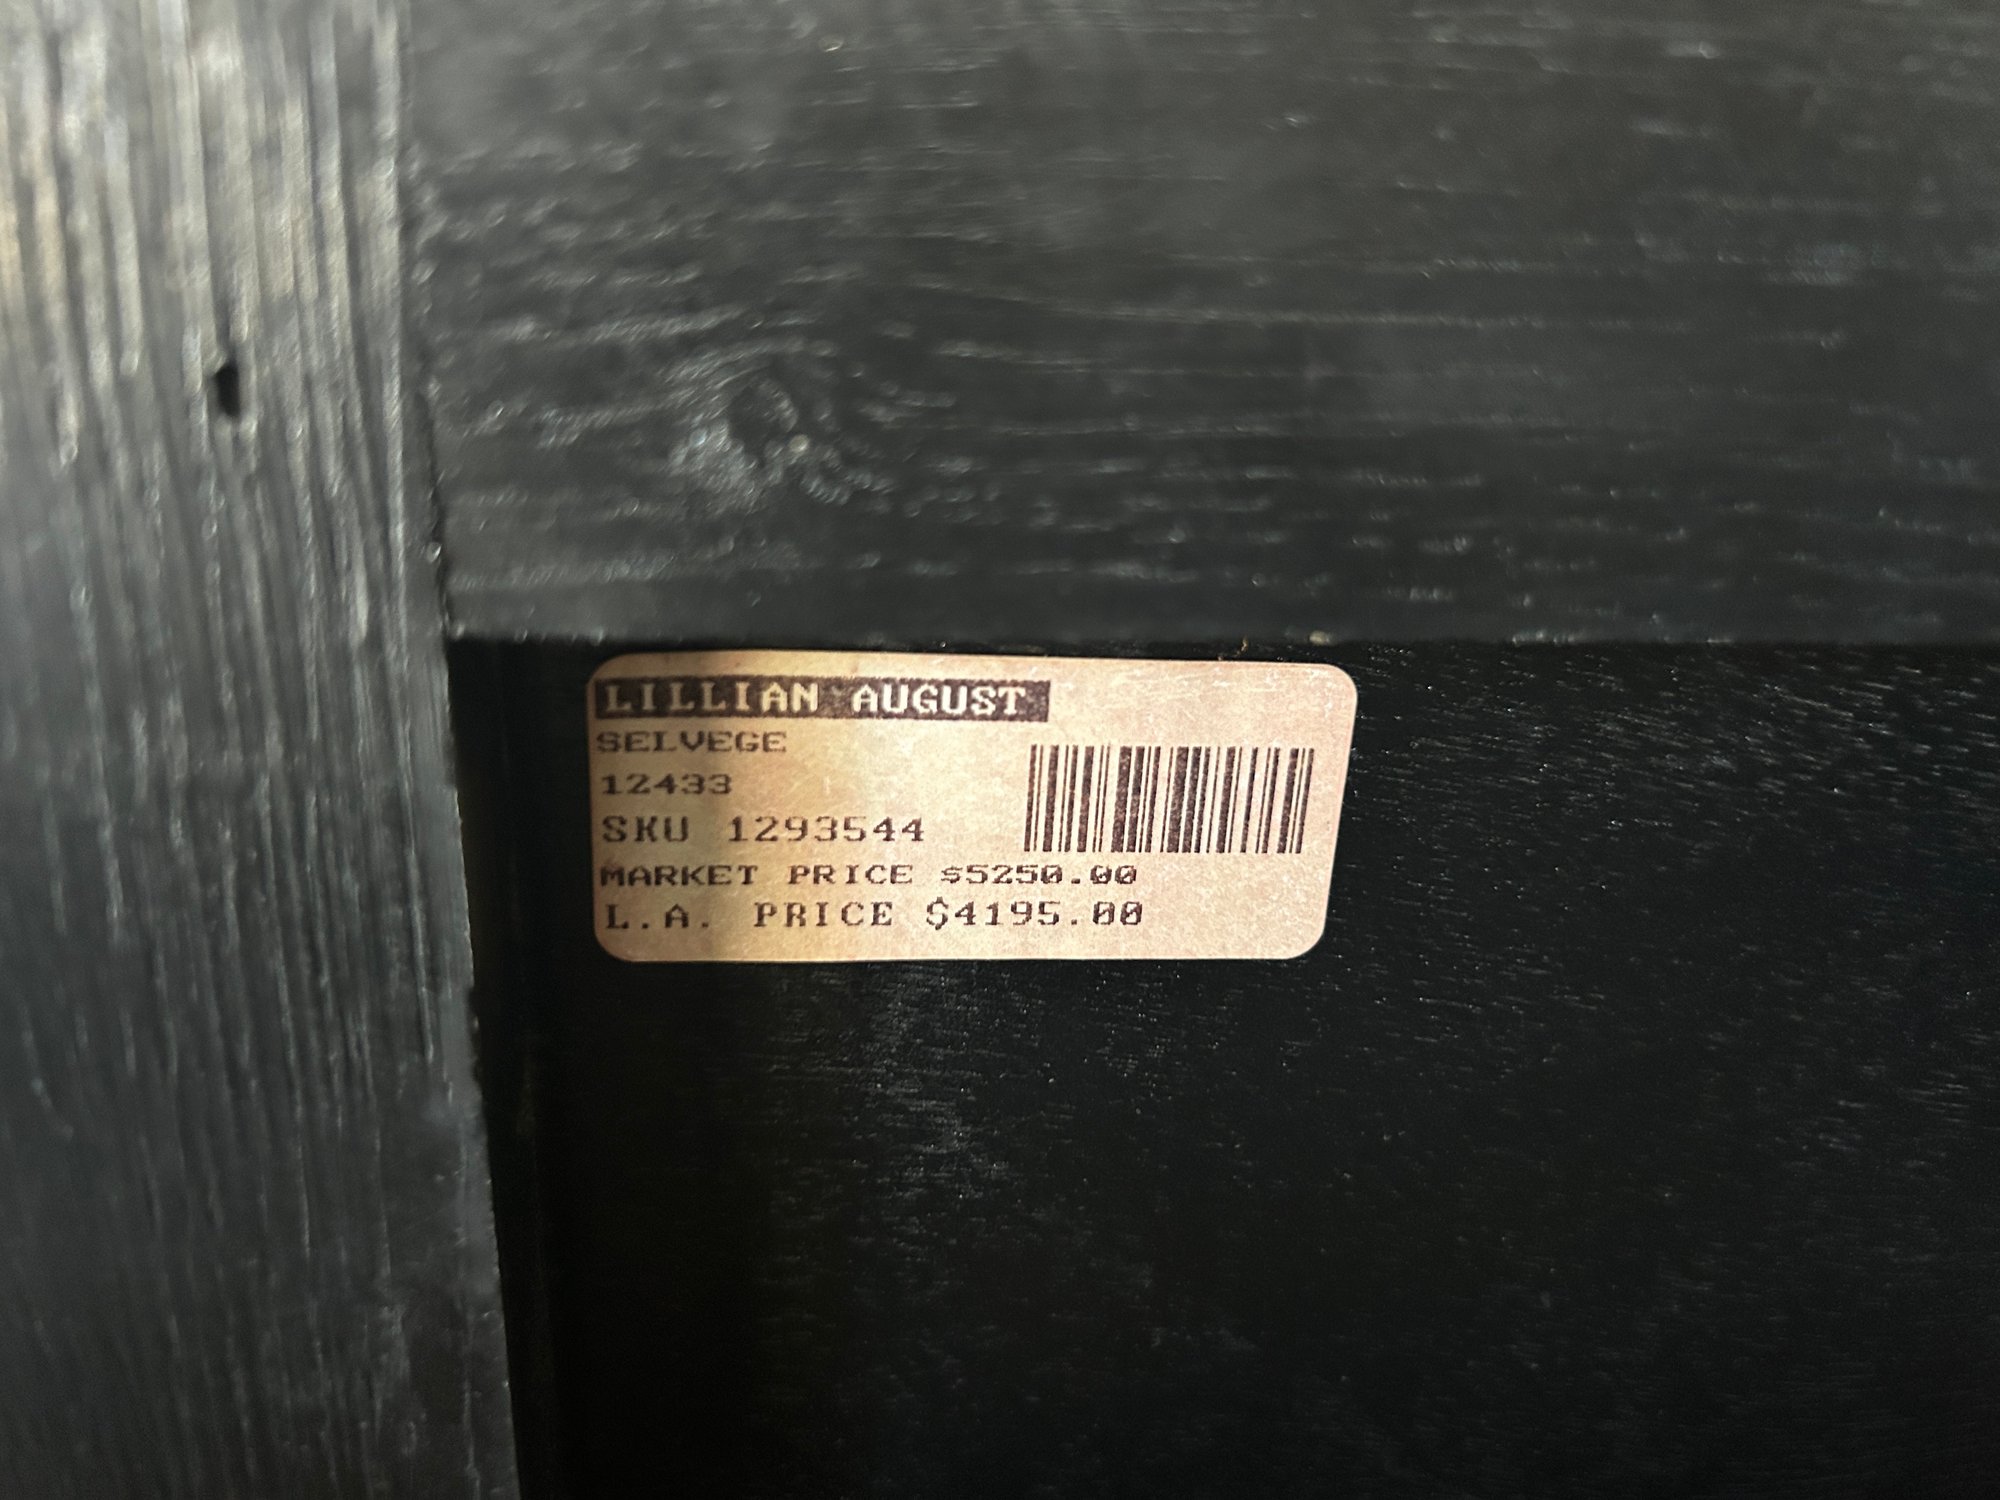 LILLIAN AUGUST
SELVEGE
12433
SKU 1293544
MARKET PRICE $5250.00
L.A. PRICE $4195.00